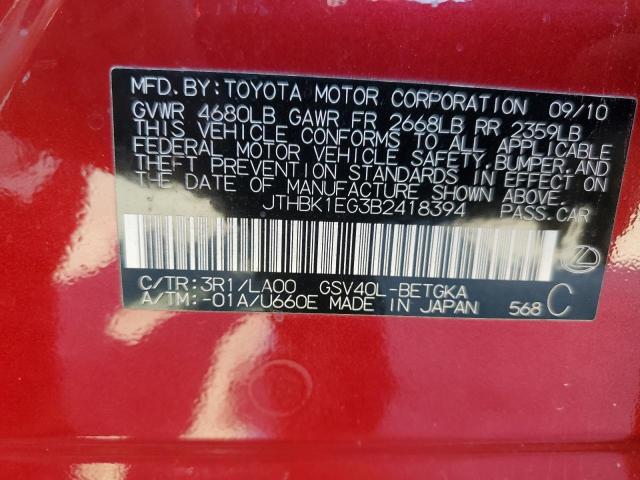 MFD. BY: TOYOTA MOTOR CORPORATION 09/10
GVWR 4680LB GAWR FR 2668LB RR 2359LB
THIS VEHICLE CONFORMS TO ALL APPLICABLE
FEDERAL MOTOR VEHICLE SAFETY, BUMPER, AND
THEFT PREVENTION STANDARDS IN EFFECT ON
THE DATE OF MANUFACTURE SHOWN ABOVE.
JTHBK1EG3B2418394 PASS. CAR
C/TR: 3R1/LA00 GSV40L-BETGKA
A/TM: -01A/U660E MADE IN JAPAN 568 C